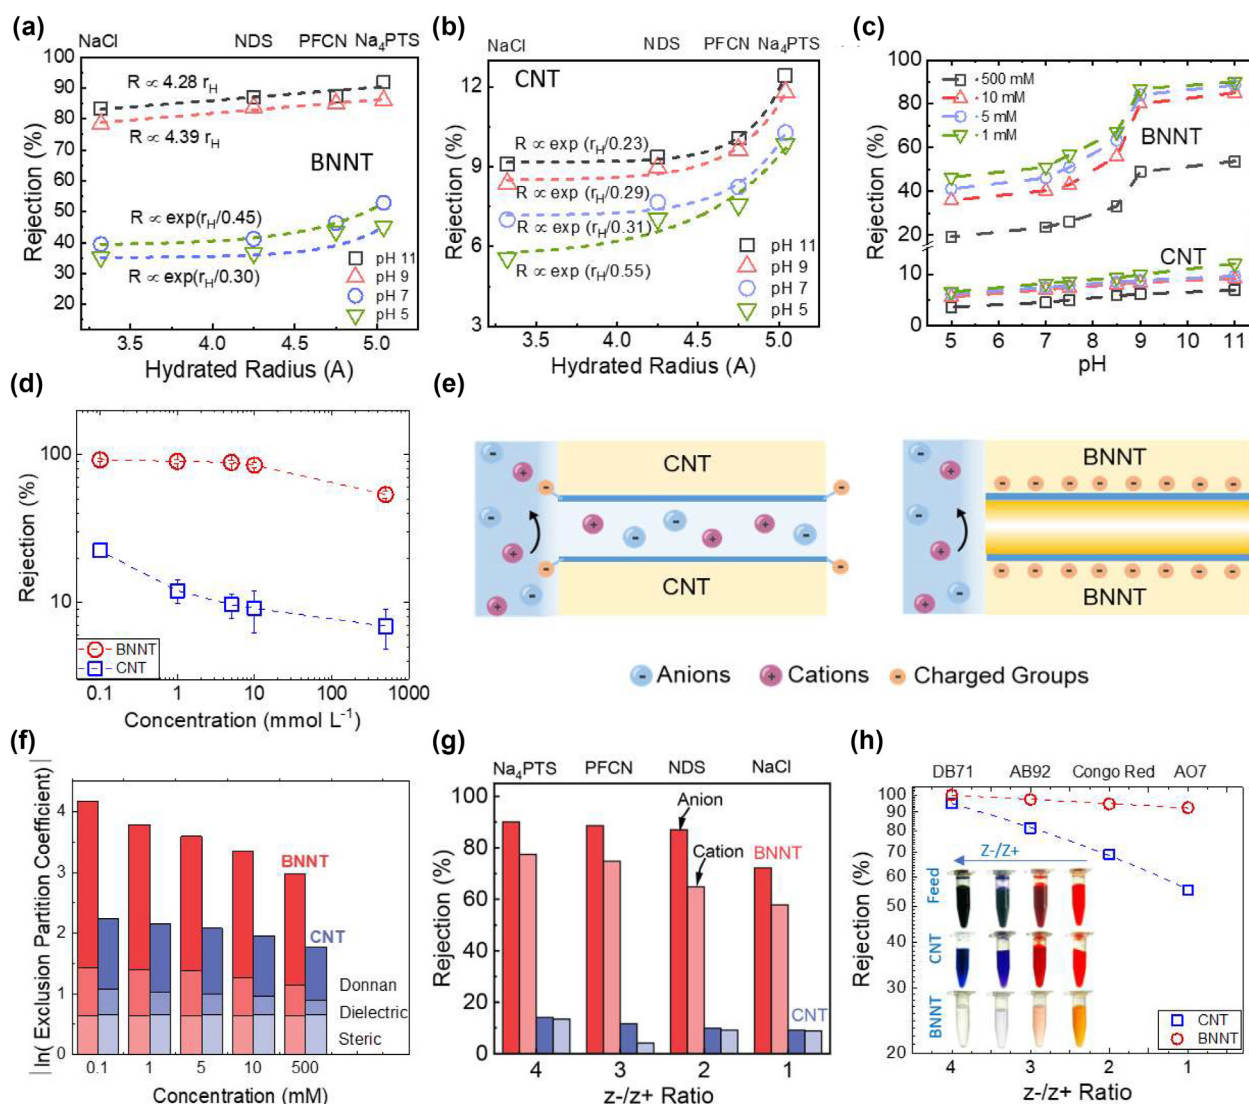 (a)
NaCl NDS PFCN Na₄PTS
100
90
80
70
60
50
40
30
20
Rejection (%)
R ∝ 4.28 r_H
R ∝ 4.39 r_H
BNNT
R ∝ exp(r_H/0.45)
R ∝ exp(r_H/0.30)
pH 11
pH 9
pH 7
pH 5
3.5 4.0 4.5 5.0
Hydrated Radius (A)
(b)
NaCl NDS PFCN Na₄PTS
CNT
12
9
6
3
Rejection (%)
R ∝ exp (r_H/0.23)
R ∝ exp (r_H/0.29)
R ∝ exp (r_H/0.31)
R ∝ exp (r_H/0.55)
pH 11
pH 9
pH 7
pH 5
3.5 4.0 4.5 5.0
Hydrated Radius (A)
(c)
100
80
60
40
20
10
0
Rejection (%)
500 mM
10 mM
5 mM
1 mM
BNNT
CNT
5 6 7 8 9 10 11
pH
(d)
100
10
Rejection (%)
BNNT
CNT
0.1 1 10 100 1000
Concentration (mmol L⁻¹)
(e)
CNT
CNT
BNNT
BNNT
Anions Cations Charged Groups
(f)
|ln( Exclusion Partition Coefficient)|
4
3
2
1
0
BNNT
CNT
Donnan
Dielectric
Steric
0.1 1 5 10 500
Concentration (mM)
(g)
Na₄PTS PFCN NDS NaCl
100
80
60
40
20
0
Rejection (%)
Anion
Cation
BNNT
CNT
4 3 2 1
z-/z+ Ratio
(h)
DB71 AB92 Congo Red AO7
100
90
80
70
60
50
40
30
20
Rejection (%)
Z-/Z+
Feed
CNT
BNNT
CNT
BNNT
4 3 2 1
z-/z+ Ratio